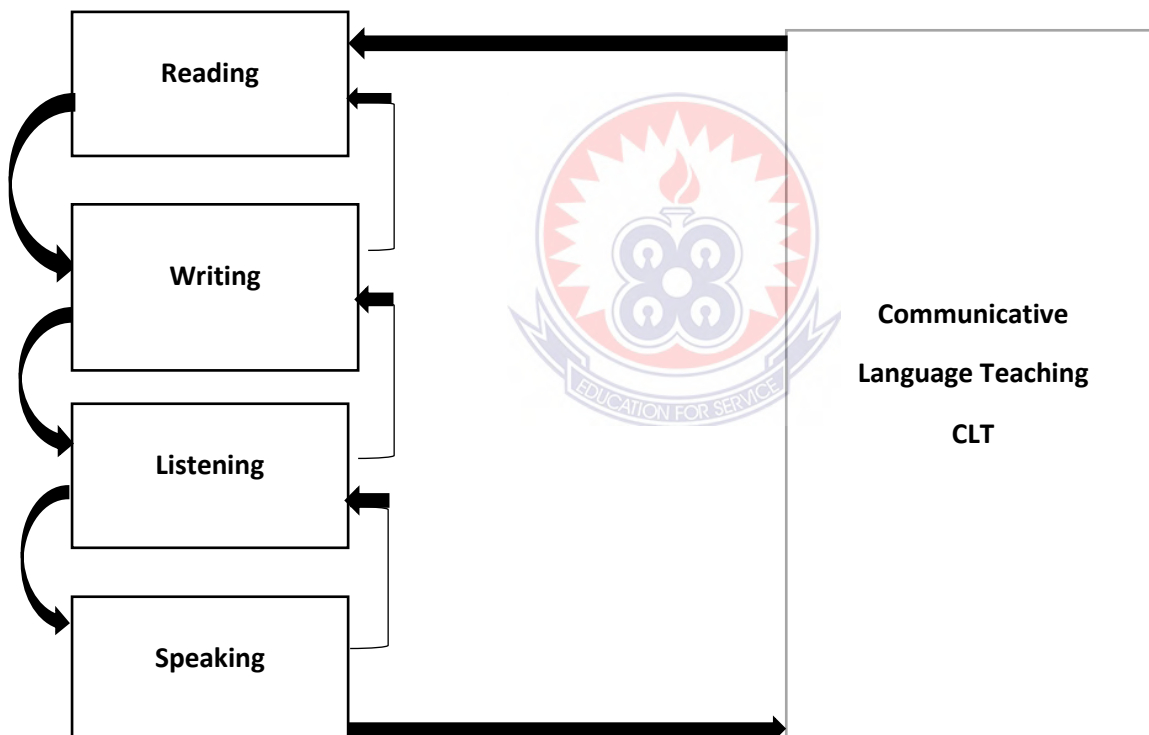 Reading
Writing
Listening
Speaking
Communicative
Language Teaching
CLT
EDUCATION FOR SERVICE